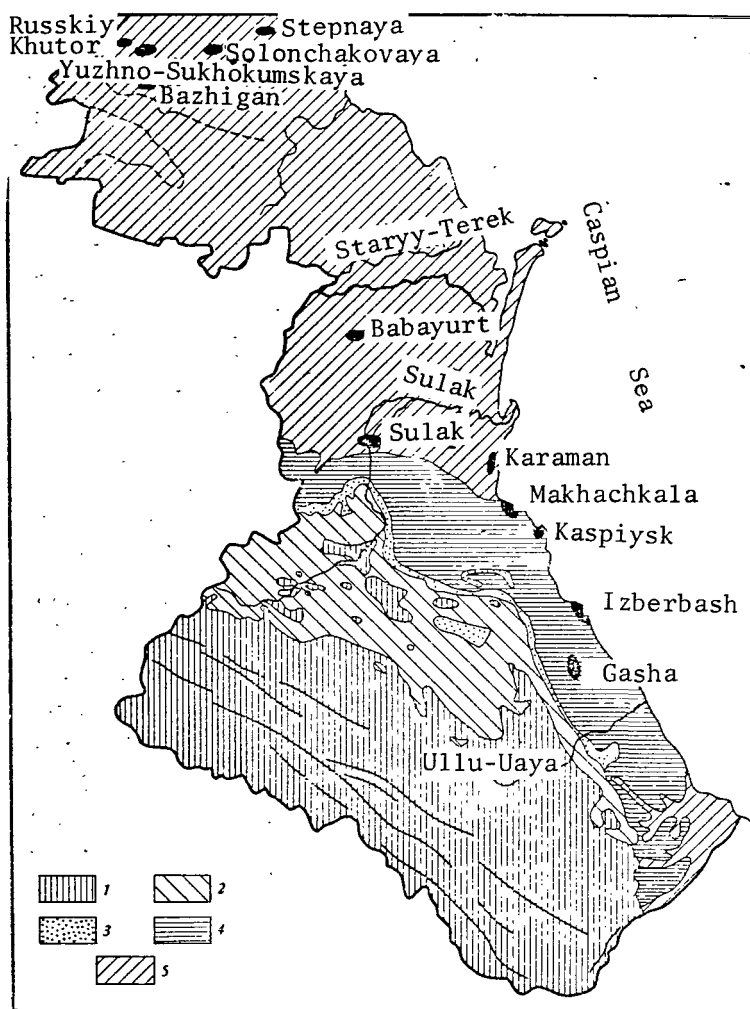 Russkiy
Khutor
Stepnaya
Solonchakovaya
Yuzhno-Sukhokumskaya
Bazhigan
Staryy-Terek
Caspian
Sea
Babayurt
Sulak
Sulak
Karaman
Makhachkala
Kaspiysk
Izberbash
Gasha
Ullu-Uaya
1
2
3
4
5